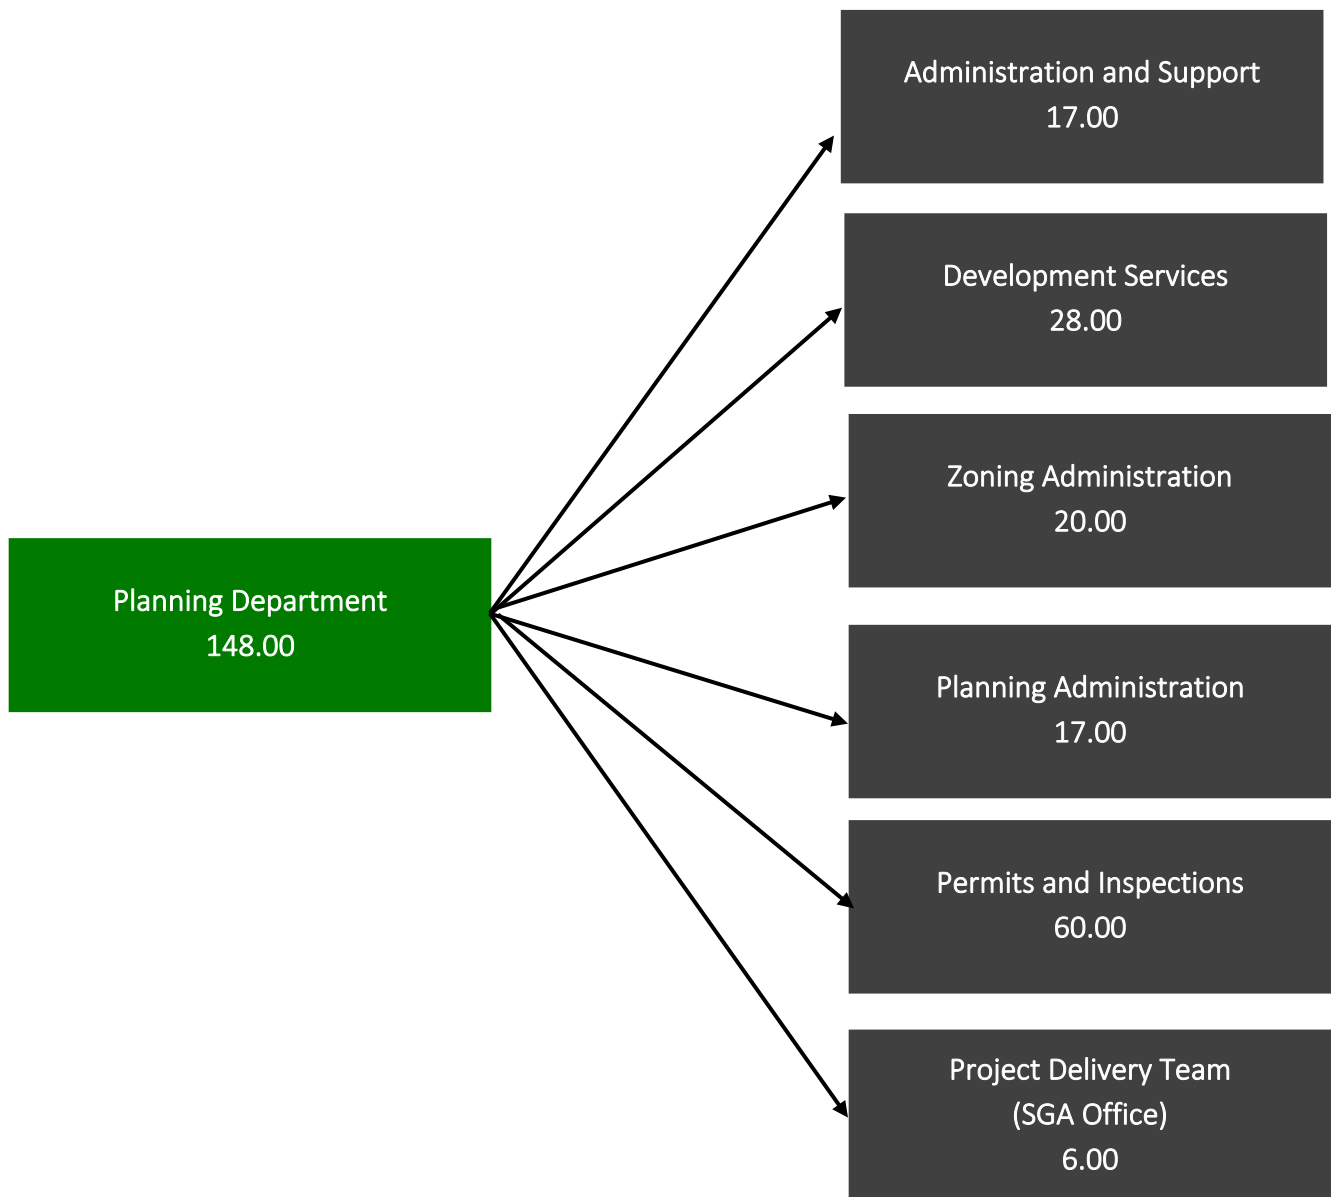 Administration and Support
17.00
Development Services
28.00
Zoning Administration
20.00
Planning Department
148.00
Planning Administration
17.00
Permits and Inspections
60.00
Project Delivery Team
(SGA Office)
6.00